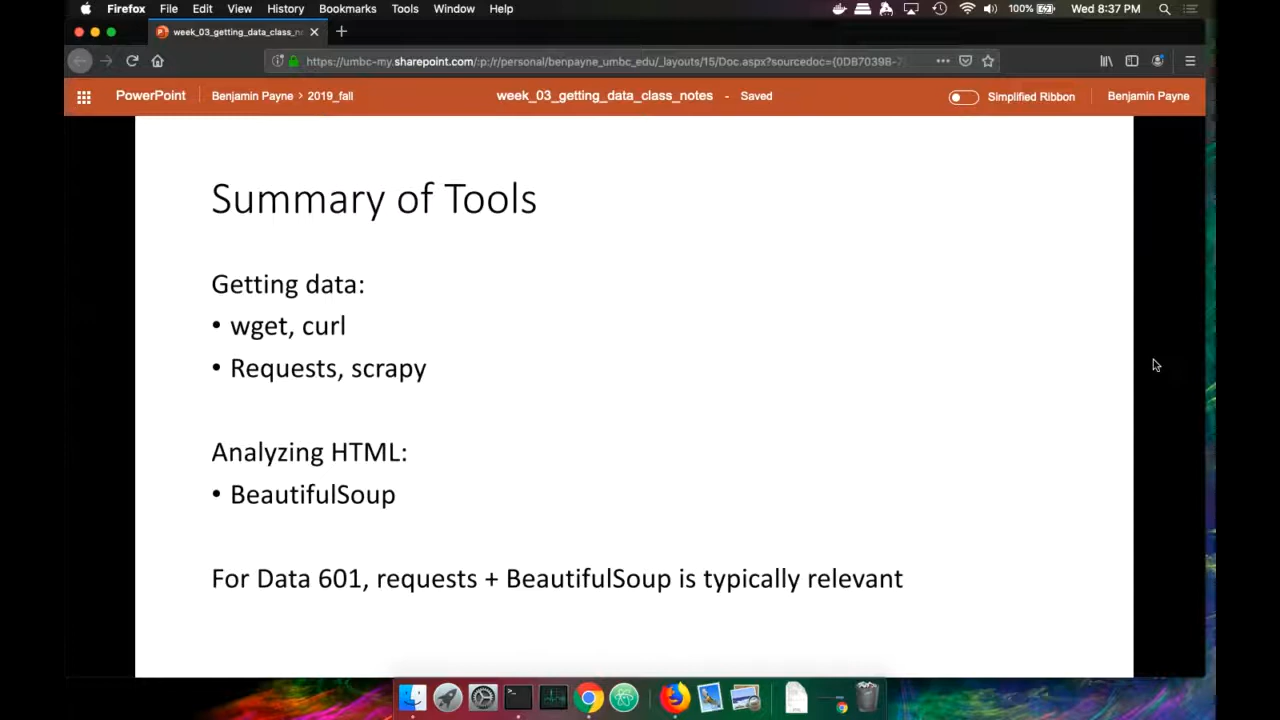 Firefox File Edit View History Bookmarks Tools Window Help 100% Wed 8:37 PM
week_03_getting_data_class_n
https://umbc-my.sharepoint.com/:p:/r/personal/benpayne_umbc_edu/_layouts/15/Doc.aspx?sourcedoc={0DB7039B-7
PowerPoint Benjamin Payne > 2019_fall week_03_getting_data_class_notes - Saved Simplified Ribbon Benjamin Payne
Summary of Tools
Getting data:
• wget, curl
• Requests, scrapy
Analyzing HTML:
• BeautifulSoup
For Data 601, requests + BeautifulSoup is typically relevant